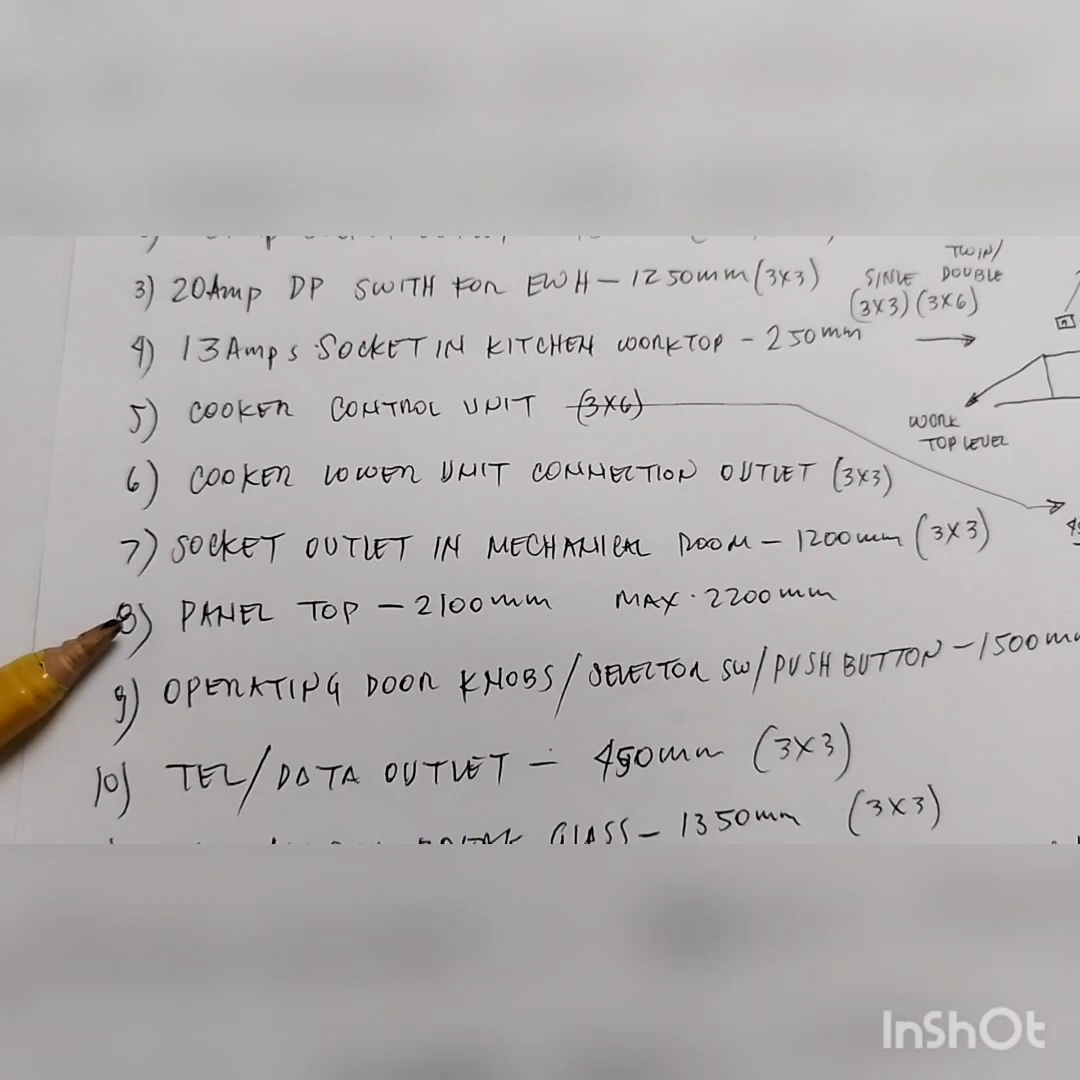 3) 20Amp DP SWITH FOR EWH - 1250mm (3x3)
SINLE
TWIN/
DOUBLE
(3x3) (3x6)
4) 13Amps SOCKET IN KITCHEN WORKTOP - 250mm
5) COOKER CONTROL UNIT (3x6)
WORK
TOP LEVEL
6) COOKER LOWER UNIT CONNECTION OUTLET (3x3)
7) SOCKET OUTLET IN MECHANICAL ROOM - 1200mm (3x3)
8) PANEL TOP - 2100mm MAX. 2200mm
9) OPERATING DOOR KNOBS/SELECTOR SW/PUSH BUTTON - 1500m
10) TEL/DATA OUTLET - 450mm (3x3)
GLASS - 1350mm (3x3)
InShOt